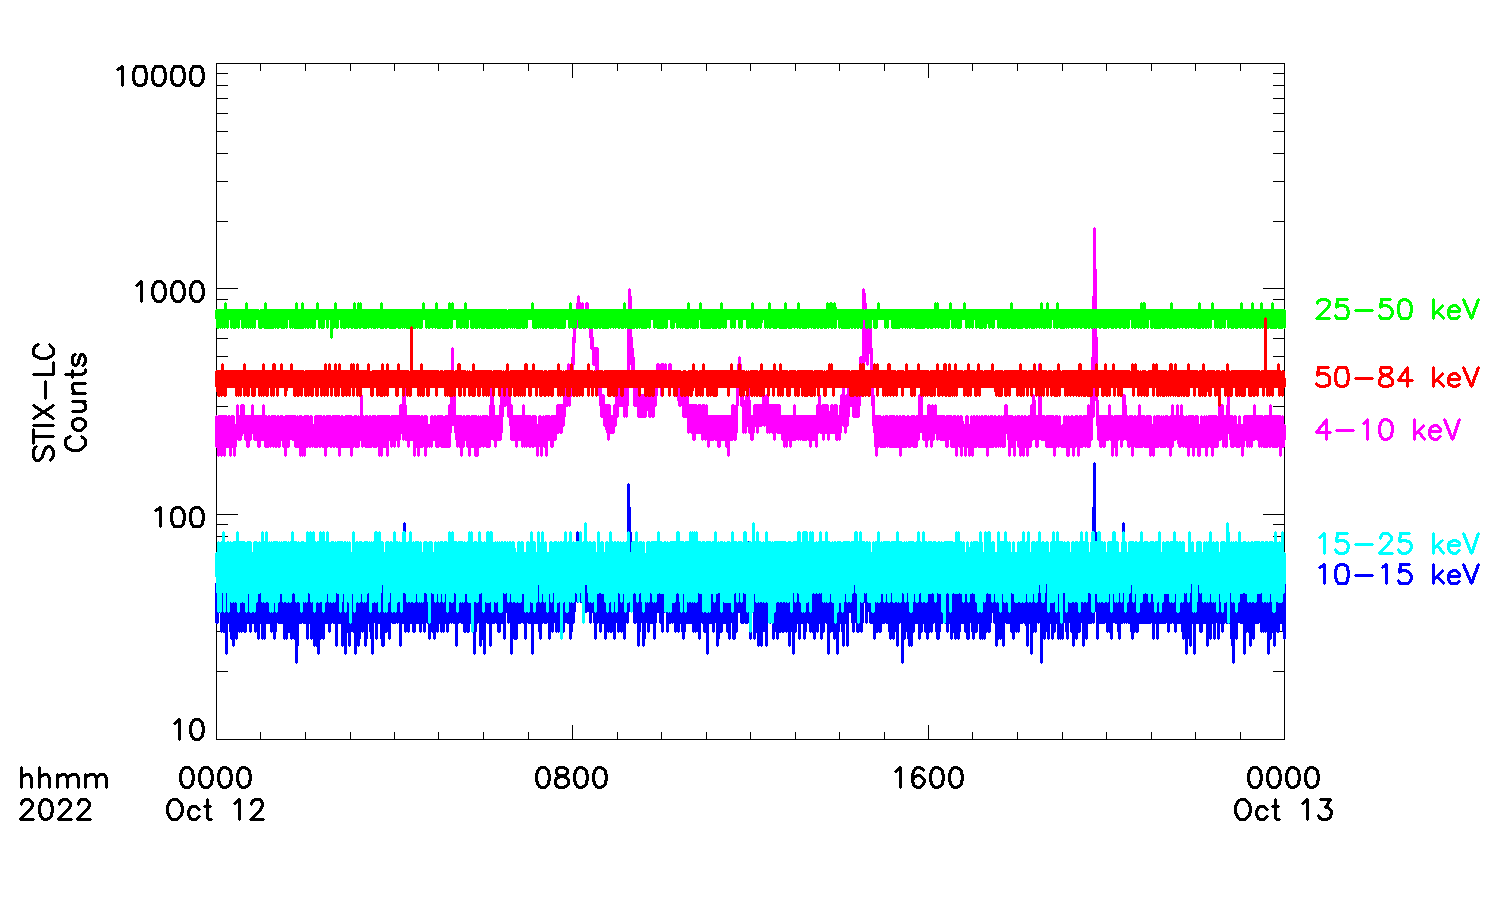 10000
1000
100
10
STIX-LC
Counts
25-50 keV
50-84 keV
4-10 keV
15-25 keV
10-15 keV
hhmm 0000 0800 1600 0000
2022 Oct 12 Oct 13